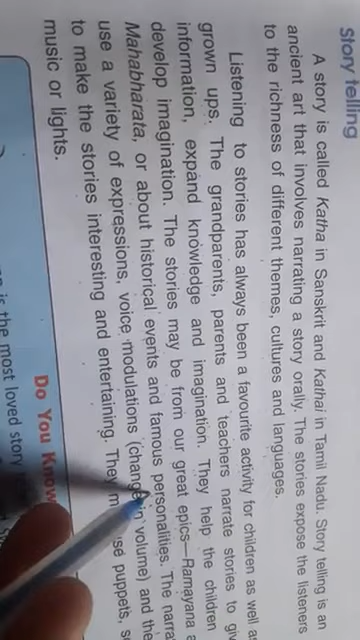 Story telling
A story is called Katha in Sanskrit and Kathai in Tamil Nadu. Story telling is an
ancient art that involves narrating a story orally. The stories expose the listeners
to the richness of different themes, cultures and languages.
Listening to stories has always been a favourite activity for children as well a
grown ups. The grandparents, parents and teachers narrate stories to g
information, expand knowledge and imagination. They help the children
develop imagination. The stories may be from our great epics—Ramayana a
Mahabharata, or about historical events and famous personalities. The narr
use a variety of expressions, voice modulations (change in volume) and the
to make the stories interesting and entertaining. They m use puppets, s
music or lights.
Do You Know
is the most loved story